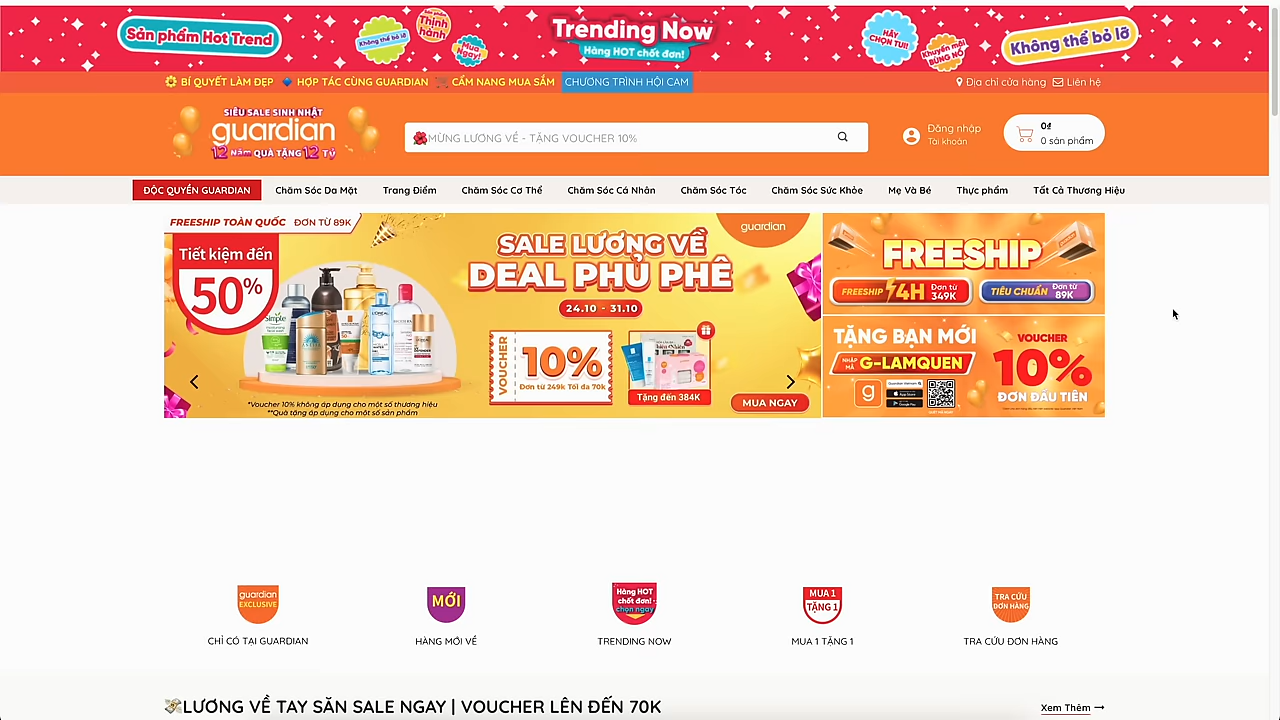 Sản phẩm Hot Trend
Không thể bỏ lỡ
Thịnh hành
Mua Ngay!
Trending Now
Hàng HOT chốt đơn!
HÃY CHỌN TUI!
Khuyến mãi BÙNG NỔ
Không thể bỏ lỡ
BÍ QUYẾT LÀM ĐẸP
HỢP TÁC CÙNG GUARDIAN
CẨM NANG MUA SẮM
CHƯƠNG TRÌNH HỘI CAM
Địa chỉ cửa hàng
Liên hệ
SIÊU SALE SINH NHẬT
guardian
12 Năm QUÀ TẶNG 12 TỶ
🌺MỪNG LƯƠNG VỀ - TẶNG VOUCHER 10%
Đăng nhập
Tài khoản
0₫
0 sản phẩm
ĐỘC QUYỀN GUARDIAN
Chăm Sóc Da Mặt
Trang Điểm
Chăm Sóc Cơ Thể
Chăm Sóc Cá Nhân
Chăm Sóc Tóc
Chăm Sóc Sức Khỏe
Mẹ Và Bé
Thực phẩm
Tất Cả Thương Hiệu
FREESHIP TOÀN QUỐC ĐƠN TỪ 89K
Tiết kiệm đến
50%
Simple
SALE LƯƠNG VỀ
DEAL PHỦ PHÊ
24.10 - 31.10
guardian
VOUCHER
10%
Đơn từ 249k Tối đa 70k
Tặng đến 384K
MUA NGAY
*Voucher 10% không áp dụng cho một số thương hiệu
**Quà tặng áp dụng cho một số sản phẩm
FREESHIP
FREESHIP 4H Đơn từ 349K
TIÊU CHUẨN Đơn từ 89K
TẶNG BẠN MỚI
NHẬP MÃ G-LAMQUEN
VOUCHER
10%
ĐƠN ĐẦU TIÊN
g
App Store
Google Play
guardian
EXCLUSIVE
MỚI
Hàng HOT
chốt đơn!
chọn ngay
MUA 1
TẶNG 1
TRA CỨU
ĐƠN HÀNG
CHỈ CÓ TẠI GUARDIAN
HÀNG MỚI VỀ
TRENDING NOW
MUA 1 TẶNG 1
TRA CỨU ĐƠN HÀNG
💸LƯƠNG VỀ TAY SĂN SALE NGAY | VOUCHER LÊN ĐẾN 70K
Xem Thêm →